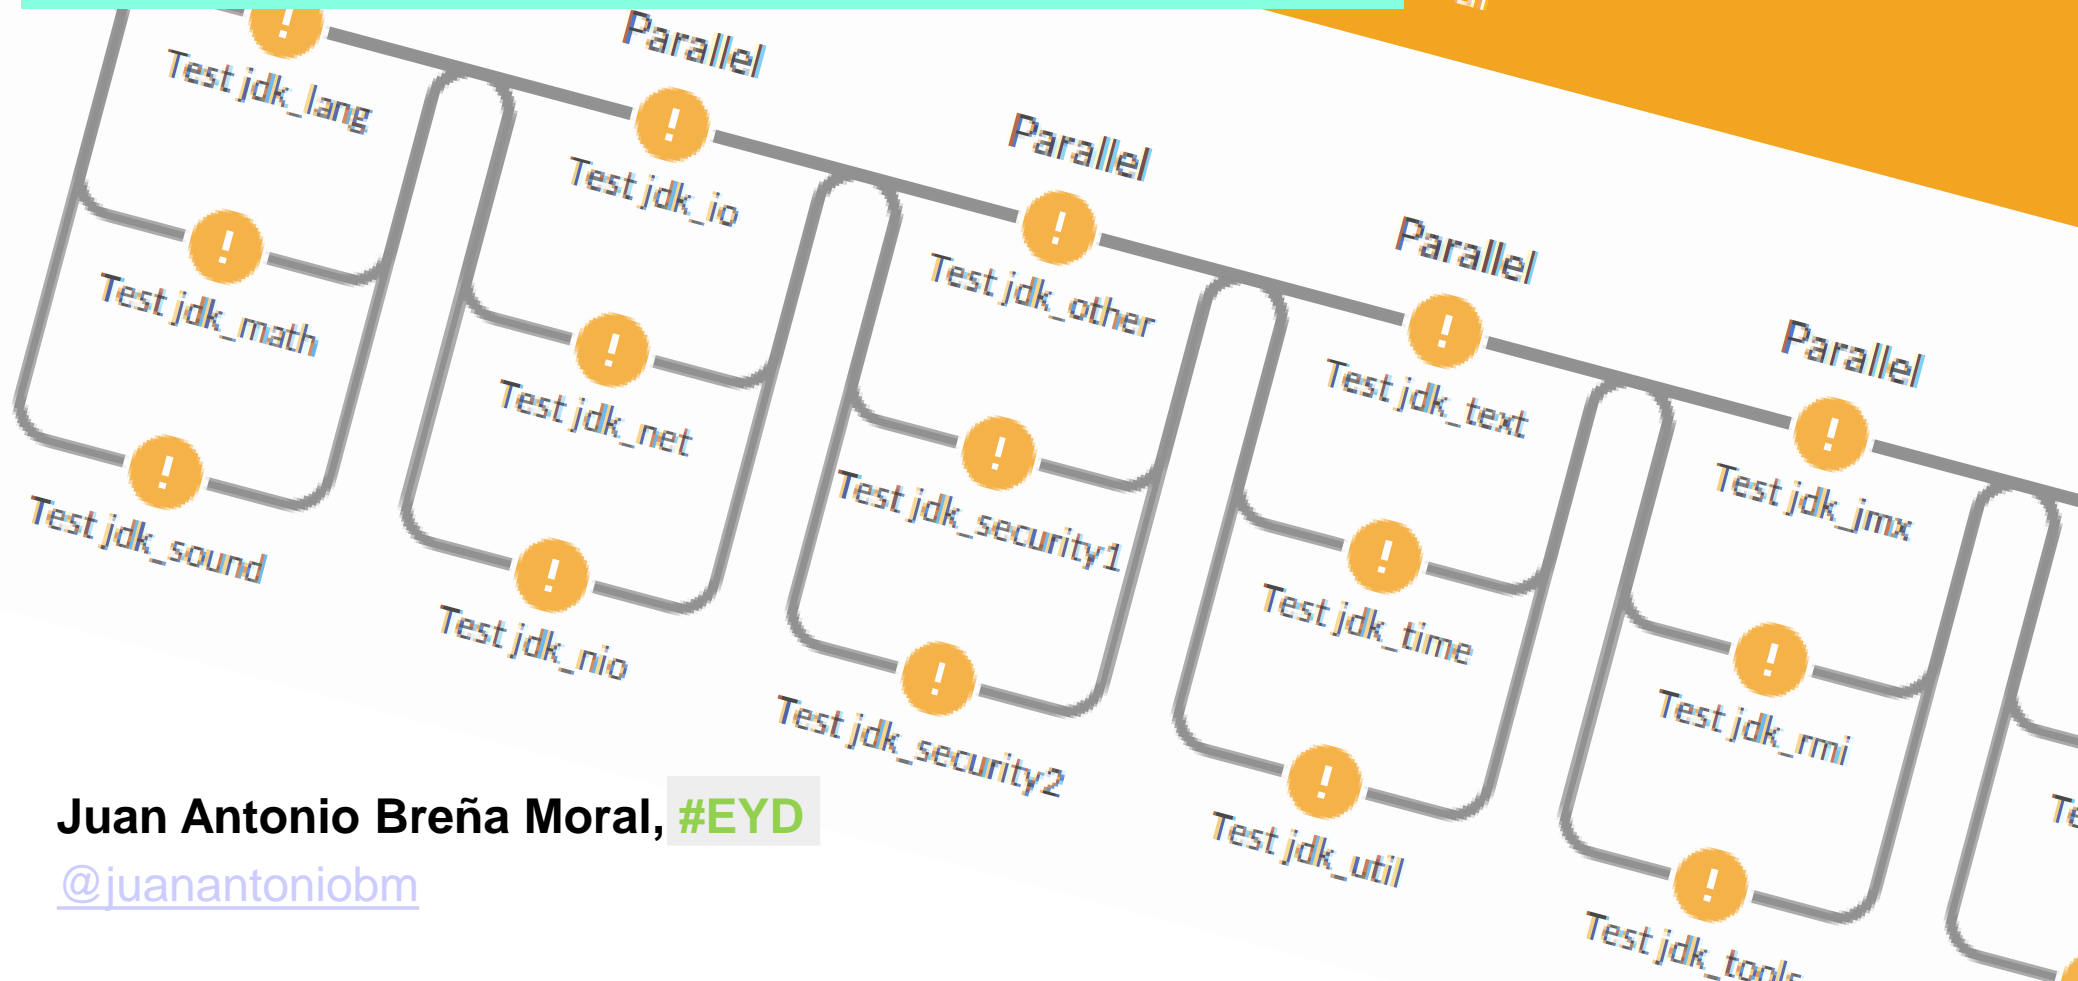 Parallel
Test jdk_lang
Test jdk_math
Test jdk_sound
Parallel
Test jdk_io
Test jdk_net
Test jdk_nio
Parallel
Test jdk_other
Test jdk_security1
Test jdk_security2
Parallel
Test jdk_text
Test jdk_time
Test jdk_util
Test jdk_jmx
Test jdk_rmi
Test jdk_tools
Juan Antonio Breña Moral, #EYD
@juanantoniobm